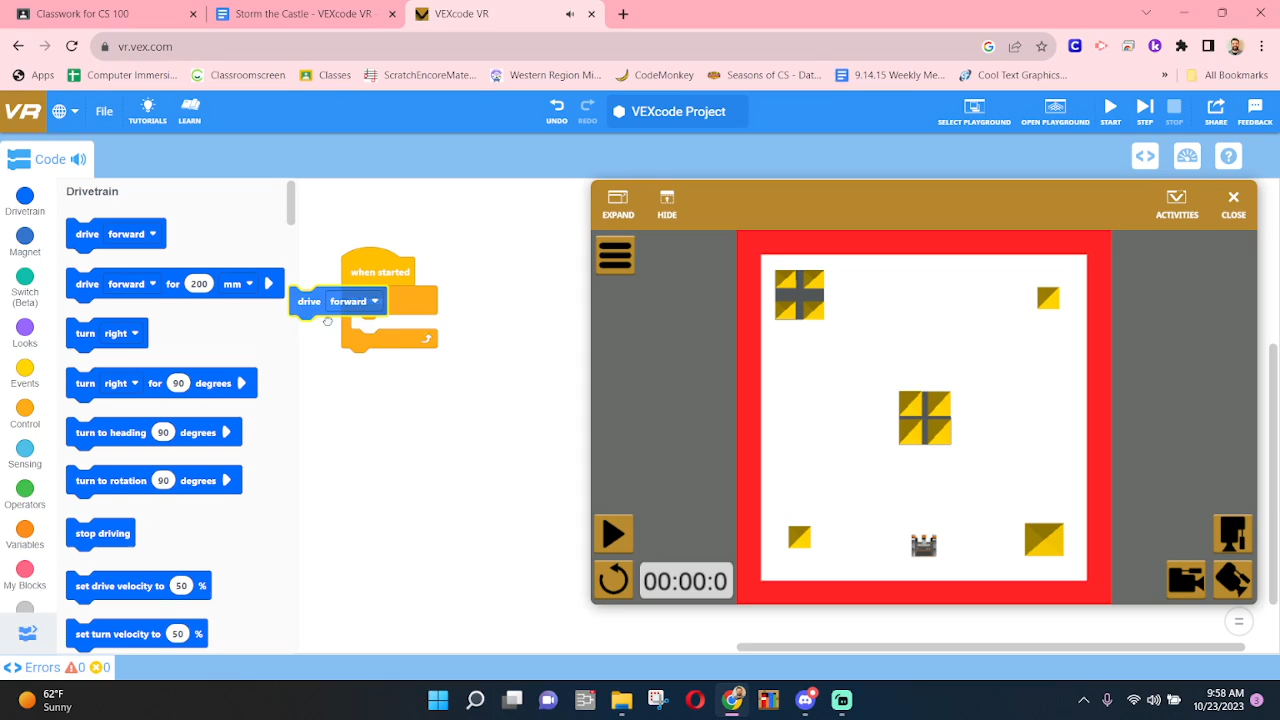 Classwork for CS 100
Storm the Castle - VEXcode VR
VEXcode VR
vr.vex.com
Apps
Computer Immersi...
Classroomscreen
Classes
ScratchEncoreMate...
Western Region Mi...
CodeMonkey
Seasons of CS - Dat...
9.14.15 Weekly Me...
Cool Text Graphics...
»
All Bookmarks
VR
File
TUTORIALS
LEARN
UNDO
REDO
VEXcode Project
SELECT PLAYGROUND
OPEN PLAYGROUND
START
STEP
STOP
SHARE
FEEDBACK
Code
Drivetrain
Magnet
Switch
(Beta)
Looks
Events
Control
Sensing
Operators
Variables
My Blocks
Drivetrain
drive forward
drive forward for 200 mm
turn right
turn right for 90 degrees
turn to heading 90 degrees
turn to rotation 90 degrees
stop driving
set drive velocity to 50 %
set turn velocity to 50 %
when started
drive forward
EXPAND
HIDE
ACTIVITIES
CLOSE
00:00:0
Errors 0 0
62°F
Sunny
9:58 AM
10/23/2023
3